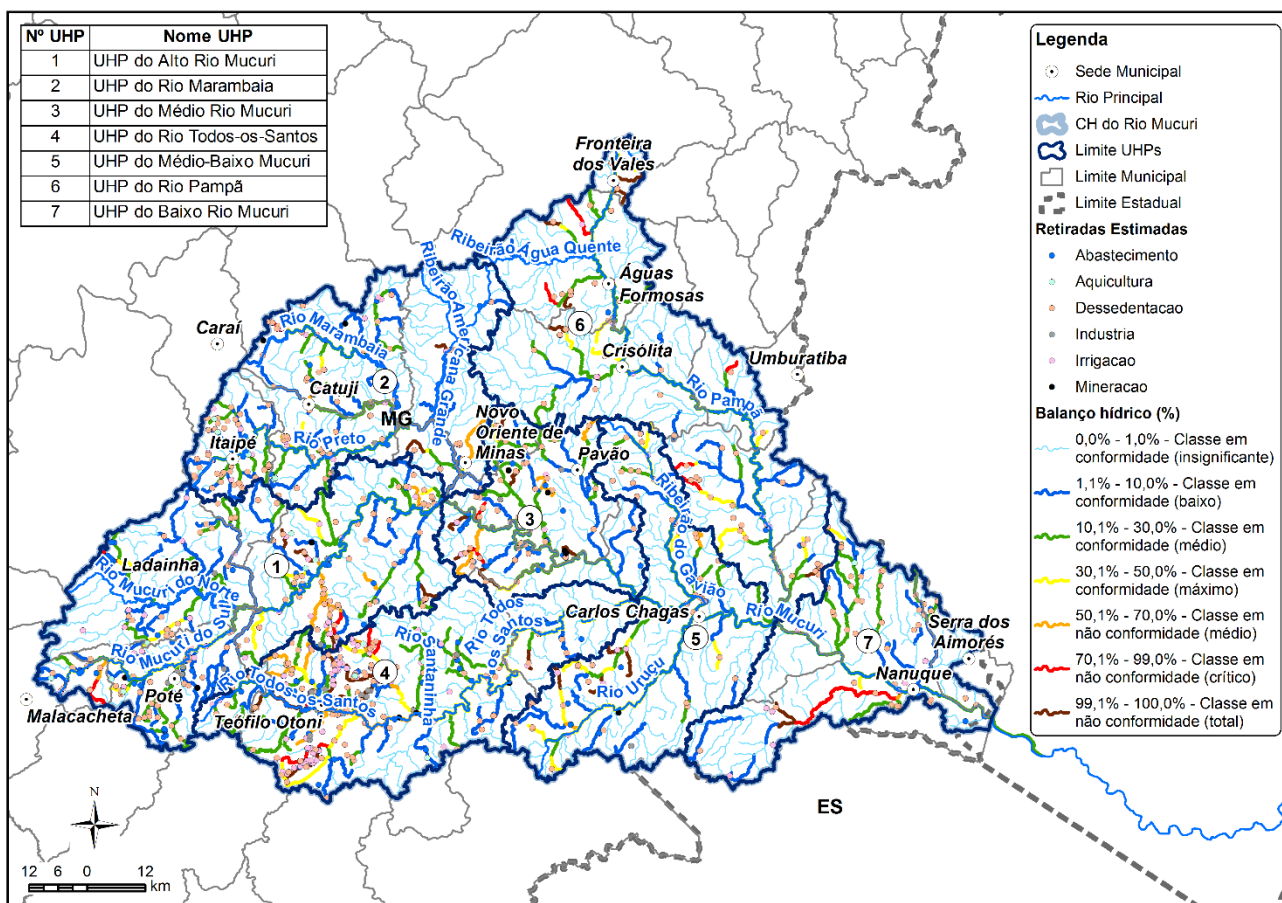 Nº UHP Nome UHP
1 UHP do Alto Rio Mucuri
2 UHP do Rio Marambaia
3 UHP do Médio Rio Mucuri
4 UHP do Rio Todos-os-Santos
5 UHP do Médio-Baixo Mucuri
6 UHP do Rio Pampã
7 UHP do Baixo Rio Mucuri
Fronteira
dos Vales
Ribeirão Água Quente
Águas
Formosas
Ribeirão Americana Grande
6
Caraí
Rio Marambaia
Crisólita
Umburatiba
2
Catuji
MG
Rio Pampã
Novo
Oriente de
Minas
Itaipé
Rio Preto
Pavão
3
Ribeirão do Gavião
Ladainha
1
Rio Mucuri do Norte
Rio Mucuri do Sul
Carlos Chagas
Rio Todos
os Santos
Rio Santaninha
5
Rio Mucuri
7
Serra dos
Aimorés
4
Rio Uruçu
Nanuque
Poté
Rio Todos-os-Santos
Malacacheta
Teófilo Otoni
ES
N
12 6 0 12
km
Legenda
Sede Municipal
Rio Principal
CH do Rio Mucuri
Limite UHPs
Limite Municipal
Limite Estadual
Retiradas Estimadas
Abastecimento
Aquicultura
Dessedentacao
Industria
Irrigacao
Mineracao
Balanço hídrico (%)
0,0% - 1,0% - Classe em
conformidade (insignificante)
1,1% - 10,0% - Classe em
conformidade (baixo)
10,1% - 30,0% - Classe em
conformidade (médio)
30,1% - 50,0% - Classe em
conformidade (máximo)
50,1% - 70,0% - Classe em
não conformidade (médio)
70,1% - 99,0% - Classe em
não conformidade (crítico)
99,1% - 100,0% - Classe em
não conformidade (total)